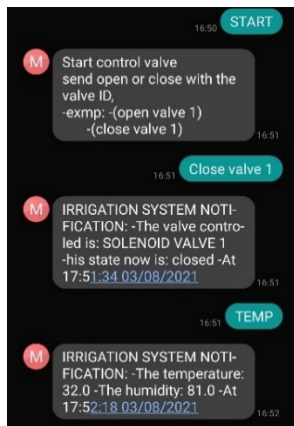 START
16:50
M
Start control valve
send open or close with the
valve ID,
-exmp: -(open valve 1)
-(close valve 1)
16:51
Close valve 1
16:51
M
IRRIGATION SYSTEM NOTI-
FICATION: -The valve contro-
led is: SOLENOID VALVE 1
-his state now is: closed -At
17:51:34 03/08/2021
16:51
TEMP
16:51
M
IRRIGATION SYSTEM NOTI-
FICATION: -The temperature:
32.0 -The humidity: 81.0 -At
17:52:18 03/08/2021
16:52